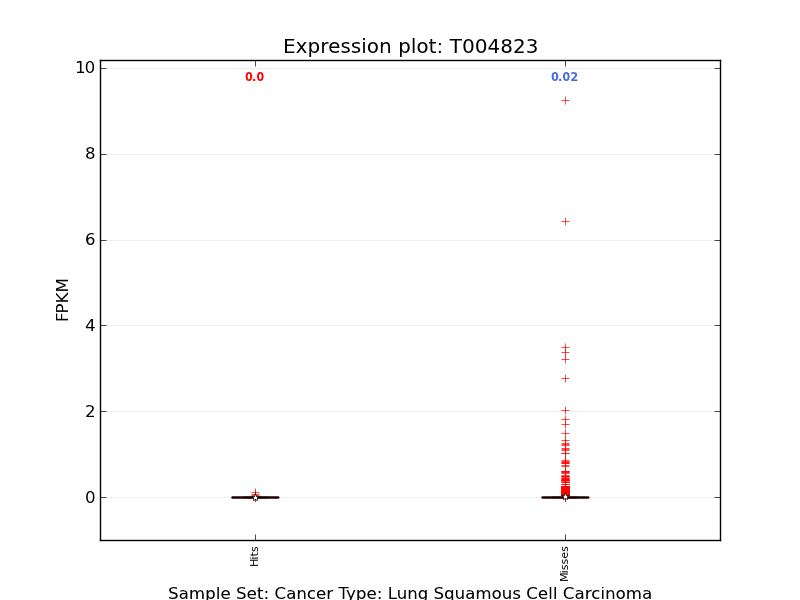 Expression plot: T004823
10
0.0
0.02
8
6
4
2
0
FPKM
Hits
Misses
Sample Set: Cancer Type: Lung Squamous Cell Carcinoma